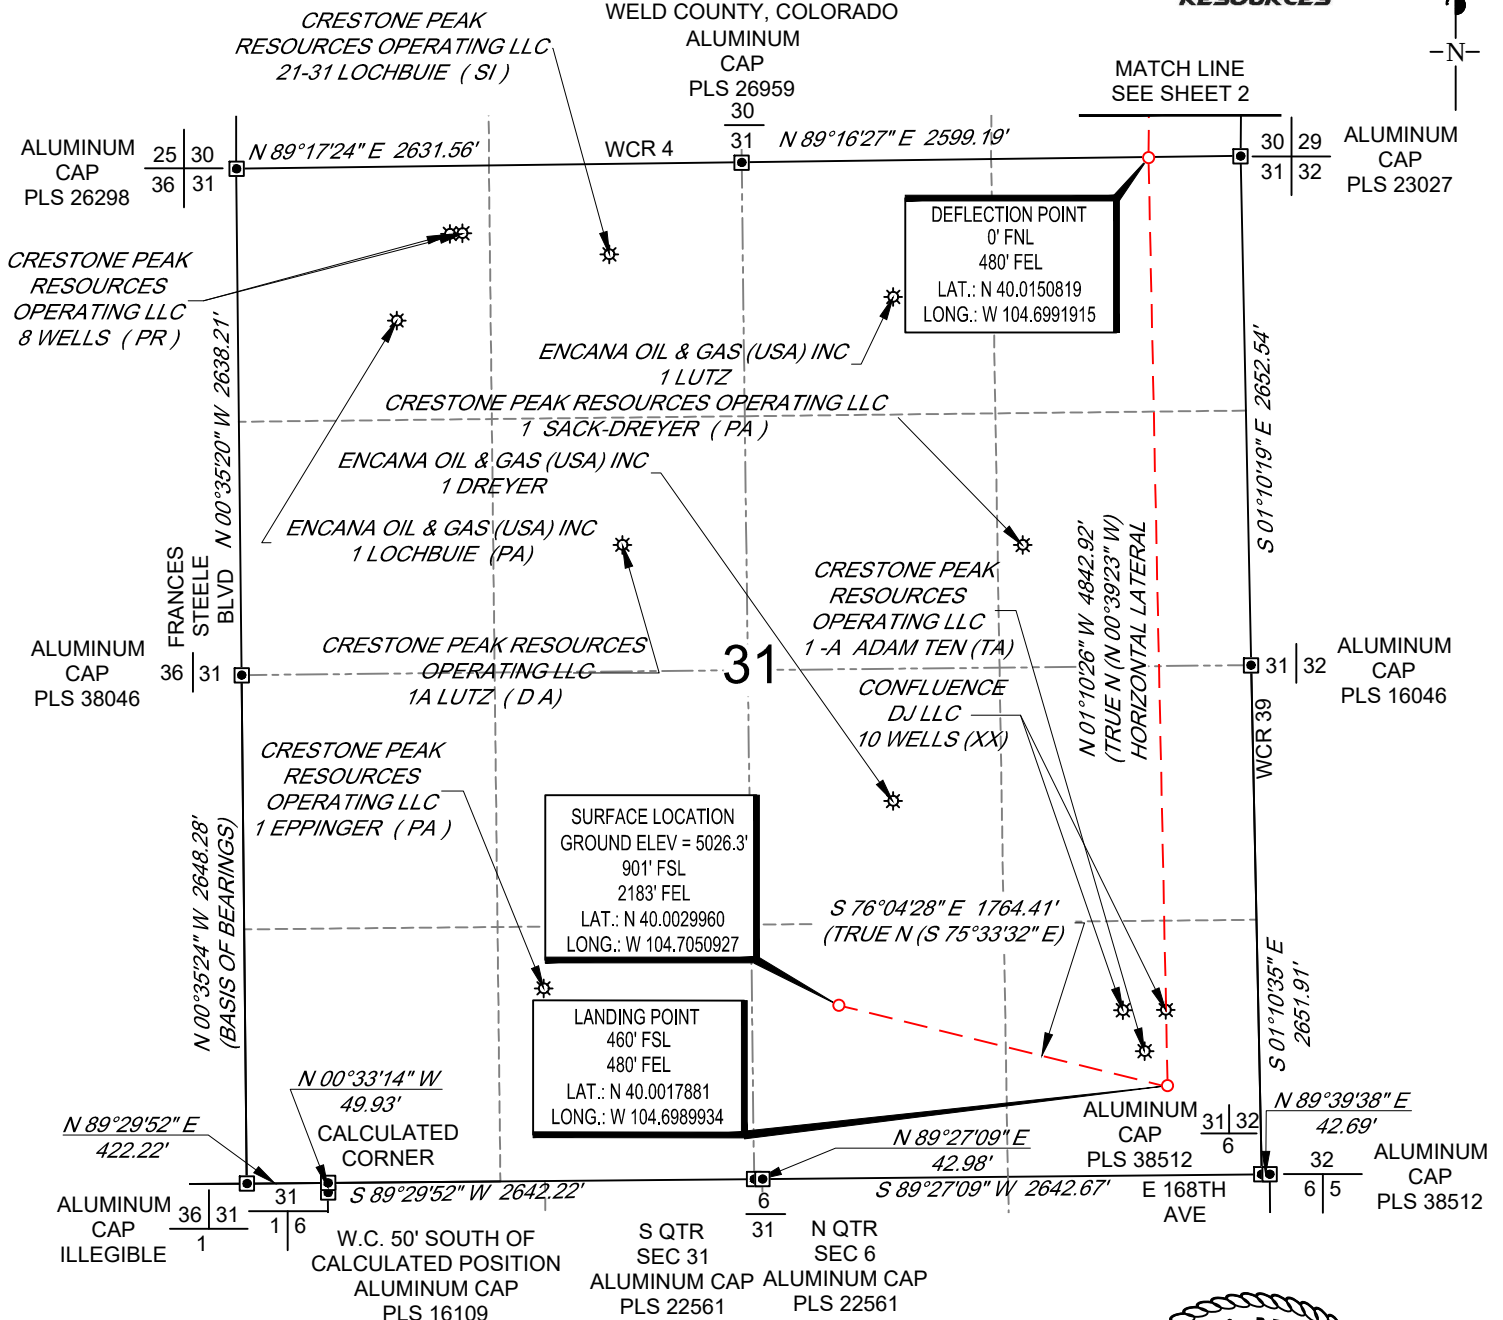 WELD COUNTY, COLORADO
RESOURCES
CRESTONE PEAK
RESOURCES OPERATING LLC
21-31 LOCHBUIE ( SI )
ALUMINUM
CAP
PLS 26959
30
31
MATCH LINE
SEE SHEET 2
N
ALUMINUM
CAP
PLS 26298
25 30
36 31
N 89°17'24" E 2631.56'
WCR 4
N 89°16'27" E 2599.19'
30 29
31 32
ALUMINUM
CAP
PLS 23027
DEFLECTION POINT
0' FNL
480' FEL
LAT.: N 40.0150819
LONG.: W 104.6991915
CRESTONE PEAK
RESOURCES
OPERATING LLC
8 WELLS ( PR )
N 00°35'20" W 2638.21'
ENCANA OIL & GAS (USA) INC
1 LUTZ
CRESTONE PEAK RESOURCES OPERATING LLC
1 SACK-DREYER ( PA )
S 01°10'19" E 2652.54'
ENCANA OIL & GAS (USA) INC
1 DREYER
ENCANA OIL & GAS (USA) INC
1 LOCHBUIE (PA)
FRANCES
STEELE
BLVD
CRESTONE PEAK
RESOURCES
OPERATING LLC
1 -A ADAM TEN (TA)
N 01°10'26" W 4842.92'
(TRUE N (N 00°39'23" W)
HORIZONTAL LATERAL
ALUMINUM
CAP
PLS 38046
36 31
CRESTONE PEAK RESOURCES
OPERATING LLC
1A LUTZ ( D A)
31
31 32
ALUMINUM
CAP
PLS 16046
CONFLUENCE
DJ LLC
10 WELLS (XX)
WCR 39
CRESTONE PEAK
RESOURCES
OPERATING LLC
1 EPPINGER ( PA )
N 00°35'24" W 2648.28'
(BASIS OF BEARINGS)
SURFACE LOCATION
GROUND ELEV = 5026.3'
901' FSL
2183' FEL
LAT.: N 40.0029960
LONG.: W 104.7050927
S 76°04'28" E 1764.41'
(TRUE N (S 75°33'32" E)
S 01°10'35" E
2651.91'
LANDING POINT
460' FSL
480' FEL
LAT.: N 40.0017881
LONG.: W 104.6989934
N 00°33'14" W
49.93'
CALCULATED
CORNER
N 89°29'52" E
422.22'
N 89°27'09" E
42.98'
ALUMINUM
CAP
PLS 38512
31 32
6
N 89°39'38" E
42.69'
ALUMINUM
CAP
PLS 38512
32
6 5
S 89°29'52" W 2642.22'
S 89°27'09" W 2642.67'
E 168TH
AVE
ALUMINUM
CAP
ILLEGIBLE
36 31
1
31
1 6
W.C. 50' SOUTH OF
CALCULATED POSITION
ALUMINUM CAP
PLS 16109
6
31
S QTR
SEC 31
ALUMINUM CAP
PLS 22561
N QTR
SEC 6
ALUMINUM CAP
PLS 22561